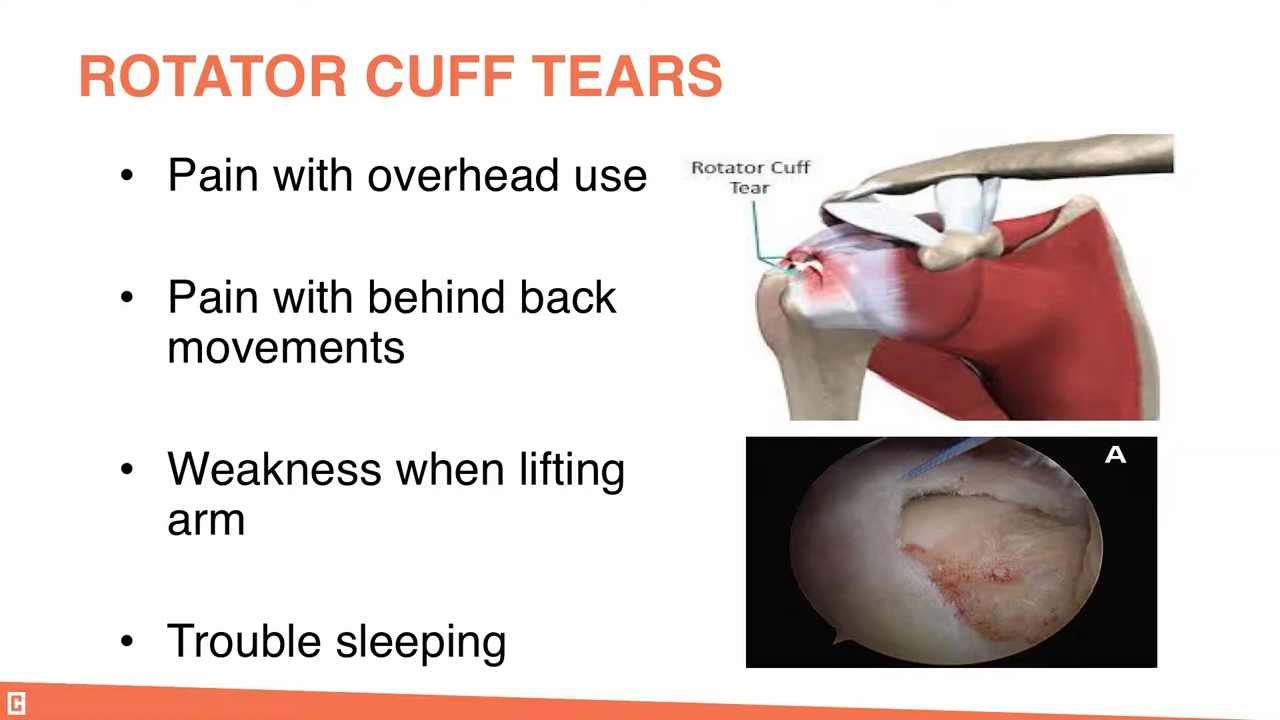 ROTATOR CUFF TEARS
• Pain with overhead use
• Pain with behind back
movements
• Weakness when lifting
arm
• Trouble sleeping
Rotator Cuff
Tear
A
C